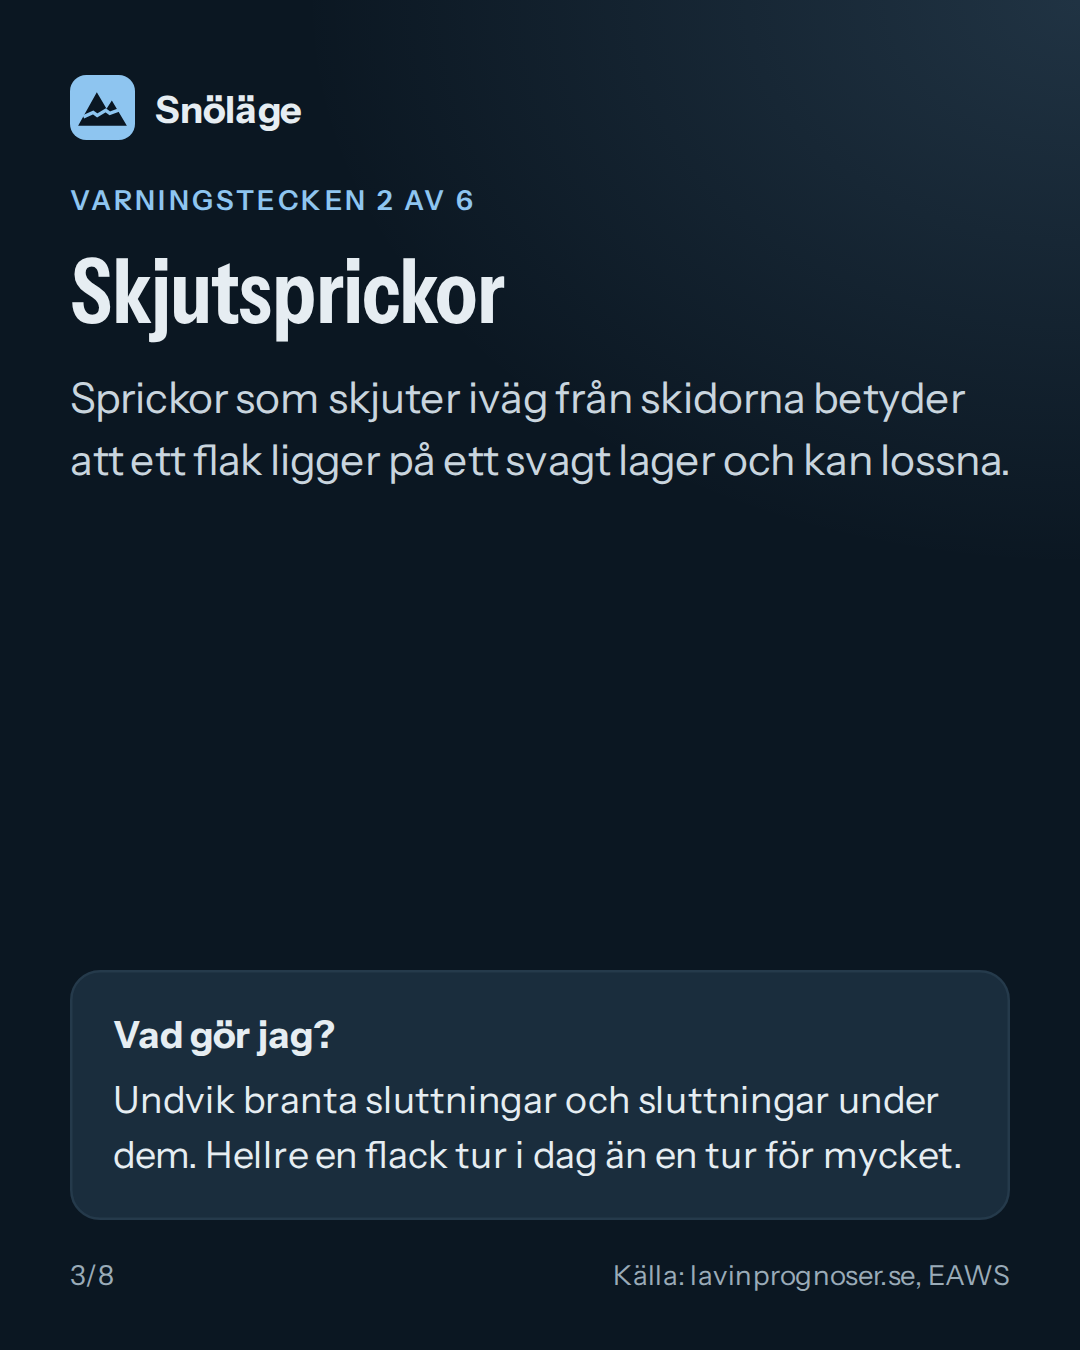 Snöläge
VARNINGSTECKEN 2 AV 6
Skjutsprickor
Sprickor som skjuter iväg från skidorna betyder
att ett flak ligger på ett svagt lager och kan lossna.
Vad gör jag?
Undvik branta sluttningar och sluttningar under
dem. Hellre en flack tur i dag än en tur för mycket.
3/8
Källa: lavinprognoser.se, EAWS